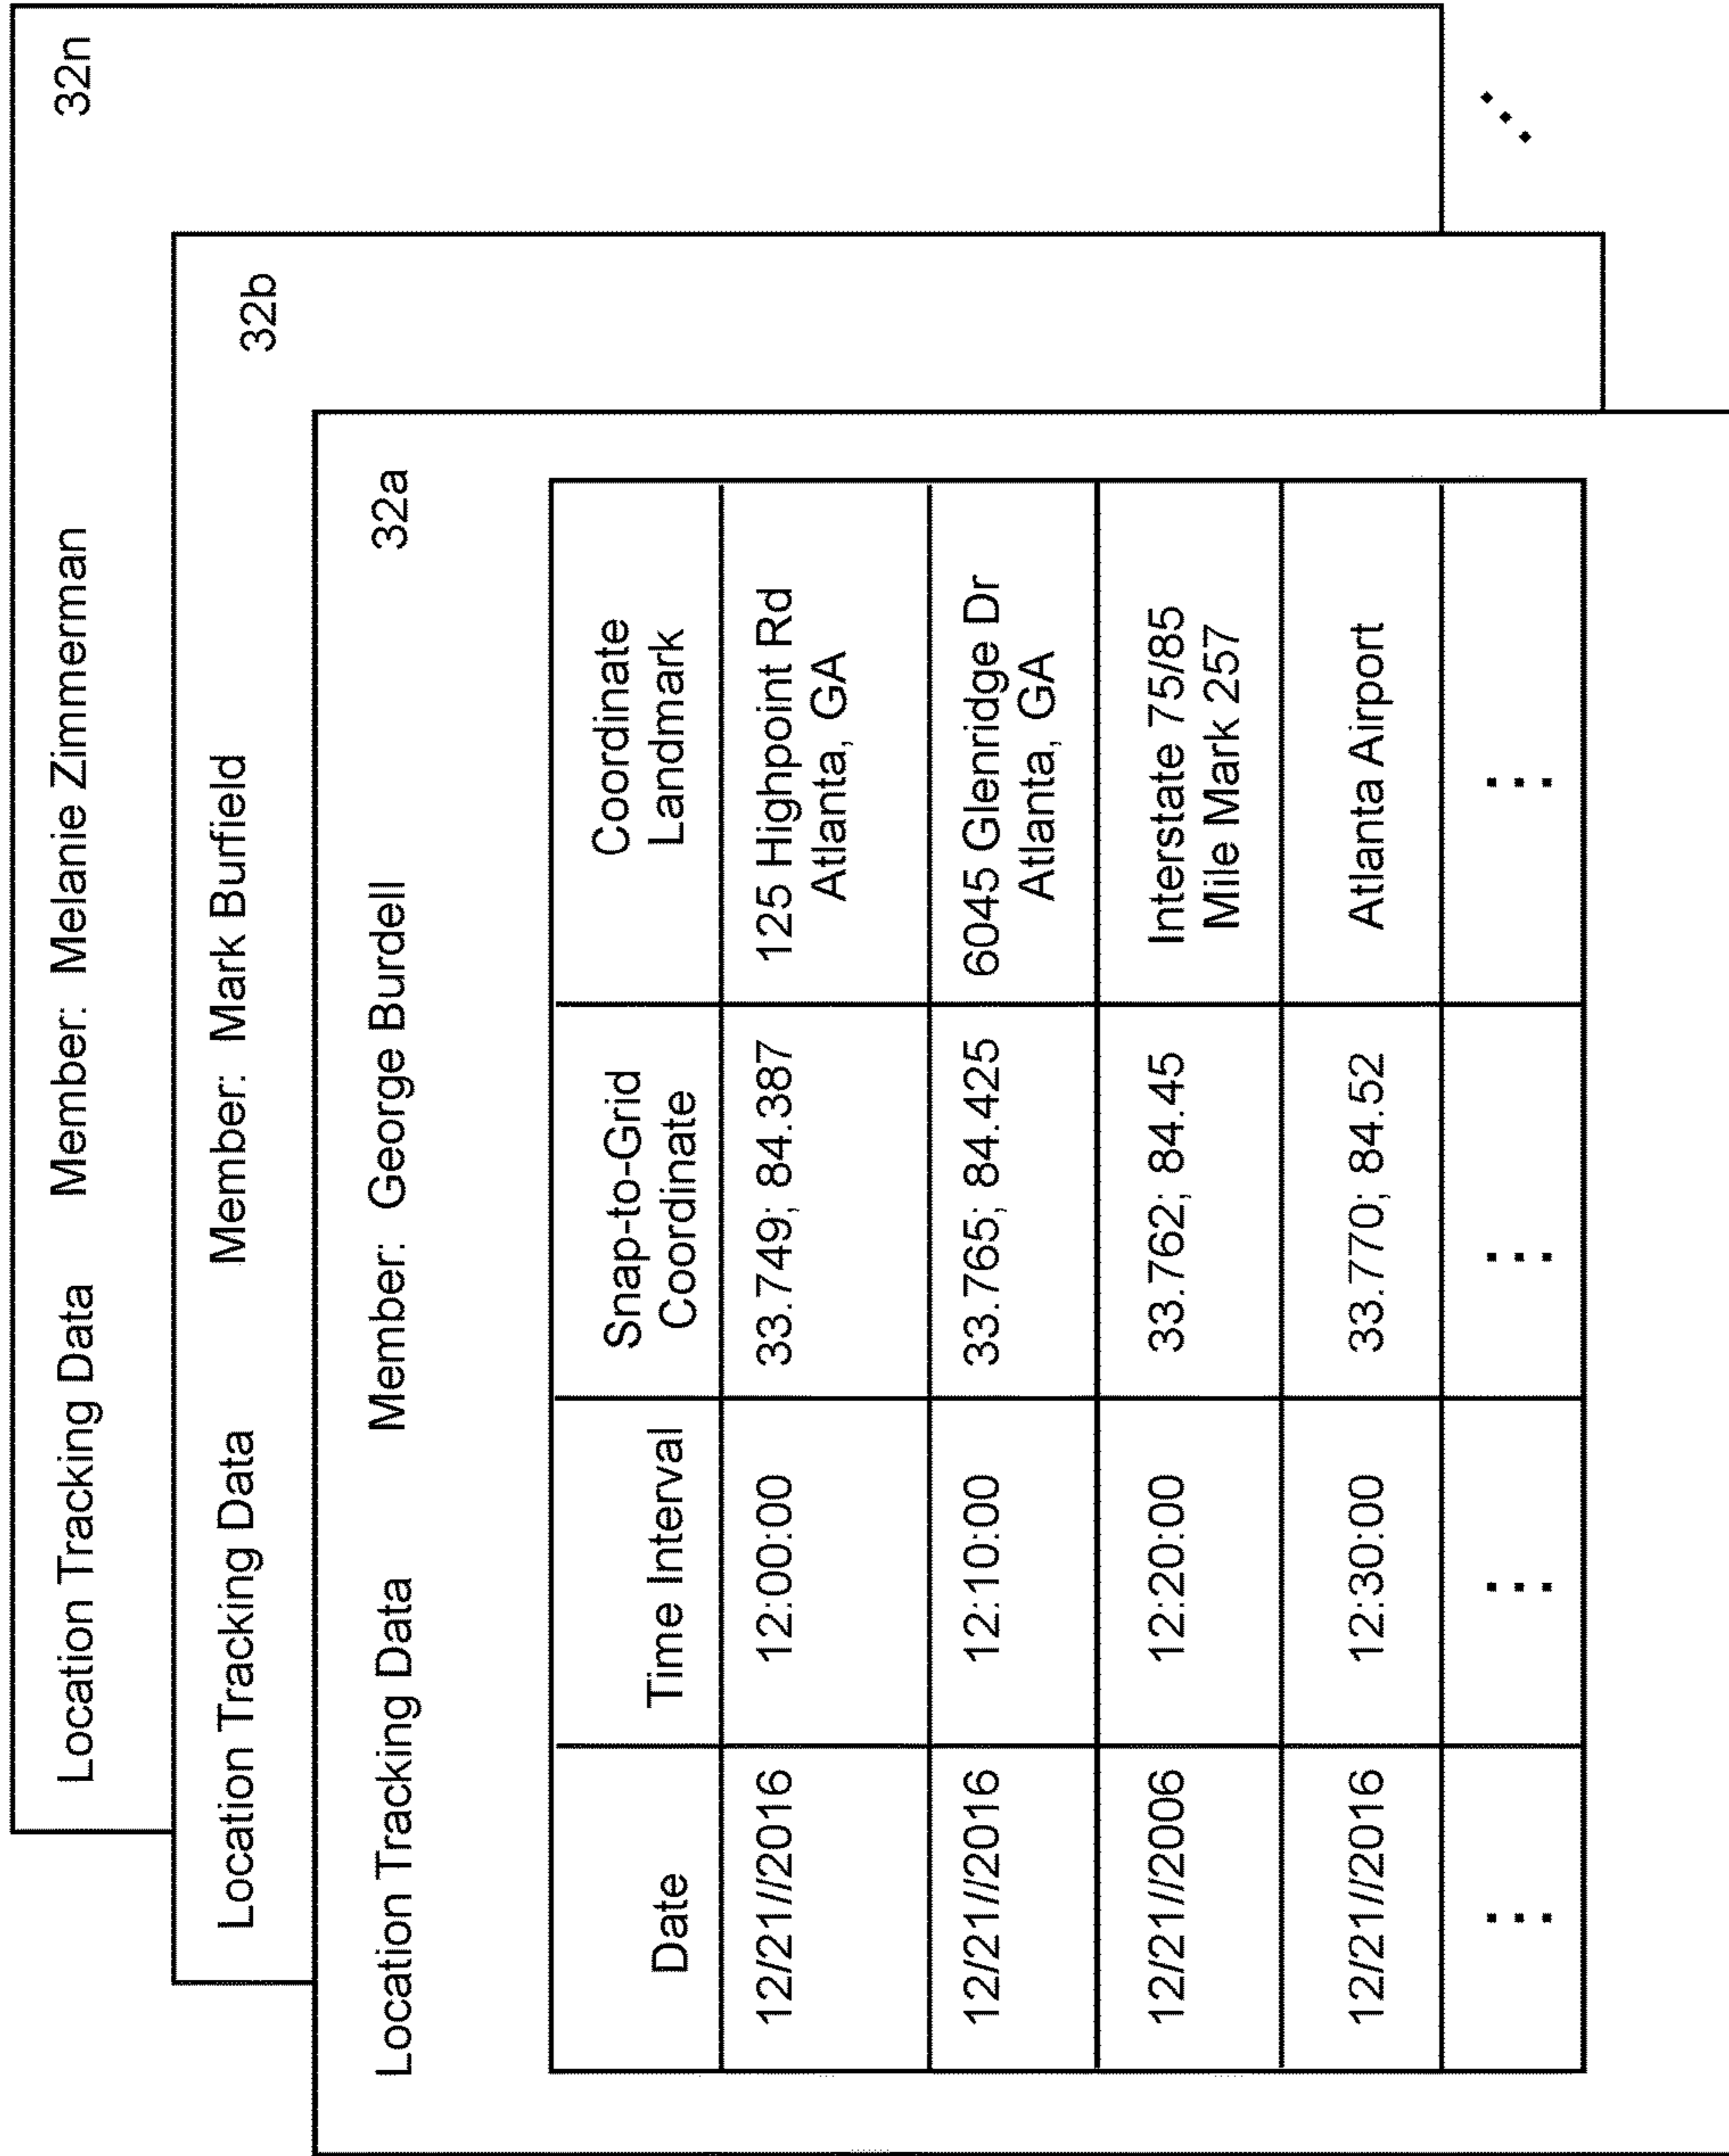 Location Tracking Data Member: Melanie Zimmerman 32n
Location Tracking Data Member: Mark Burfield 32b
Location Tracking Data Member: George Burdell 32a
Date Time Interval Snap-to-Grid Coordinate Coordinate Landmark
12/21//2016 12:00:00 33.749; 84.387 125 Highpoint Rd
Atlanta, GA
12/21//2016 12:10:00 33.765; 84.425 6045 Glenridge Dr
Atlanta, GA
12/21//2006 12:20:00 33.762; 84.45 Interstate 75/85
Mile Mark 257
12/21//2016 12:30:00 33.770; 84.52 Atlanta Airport